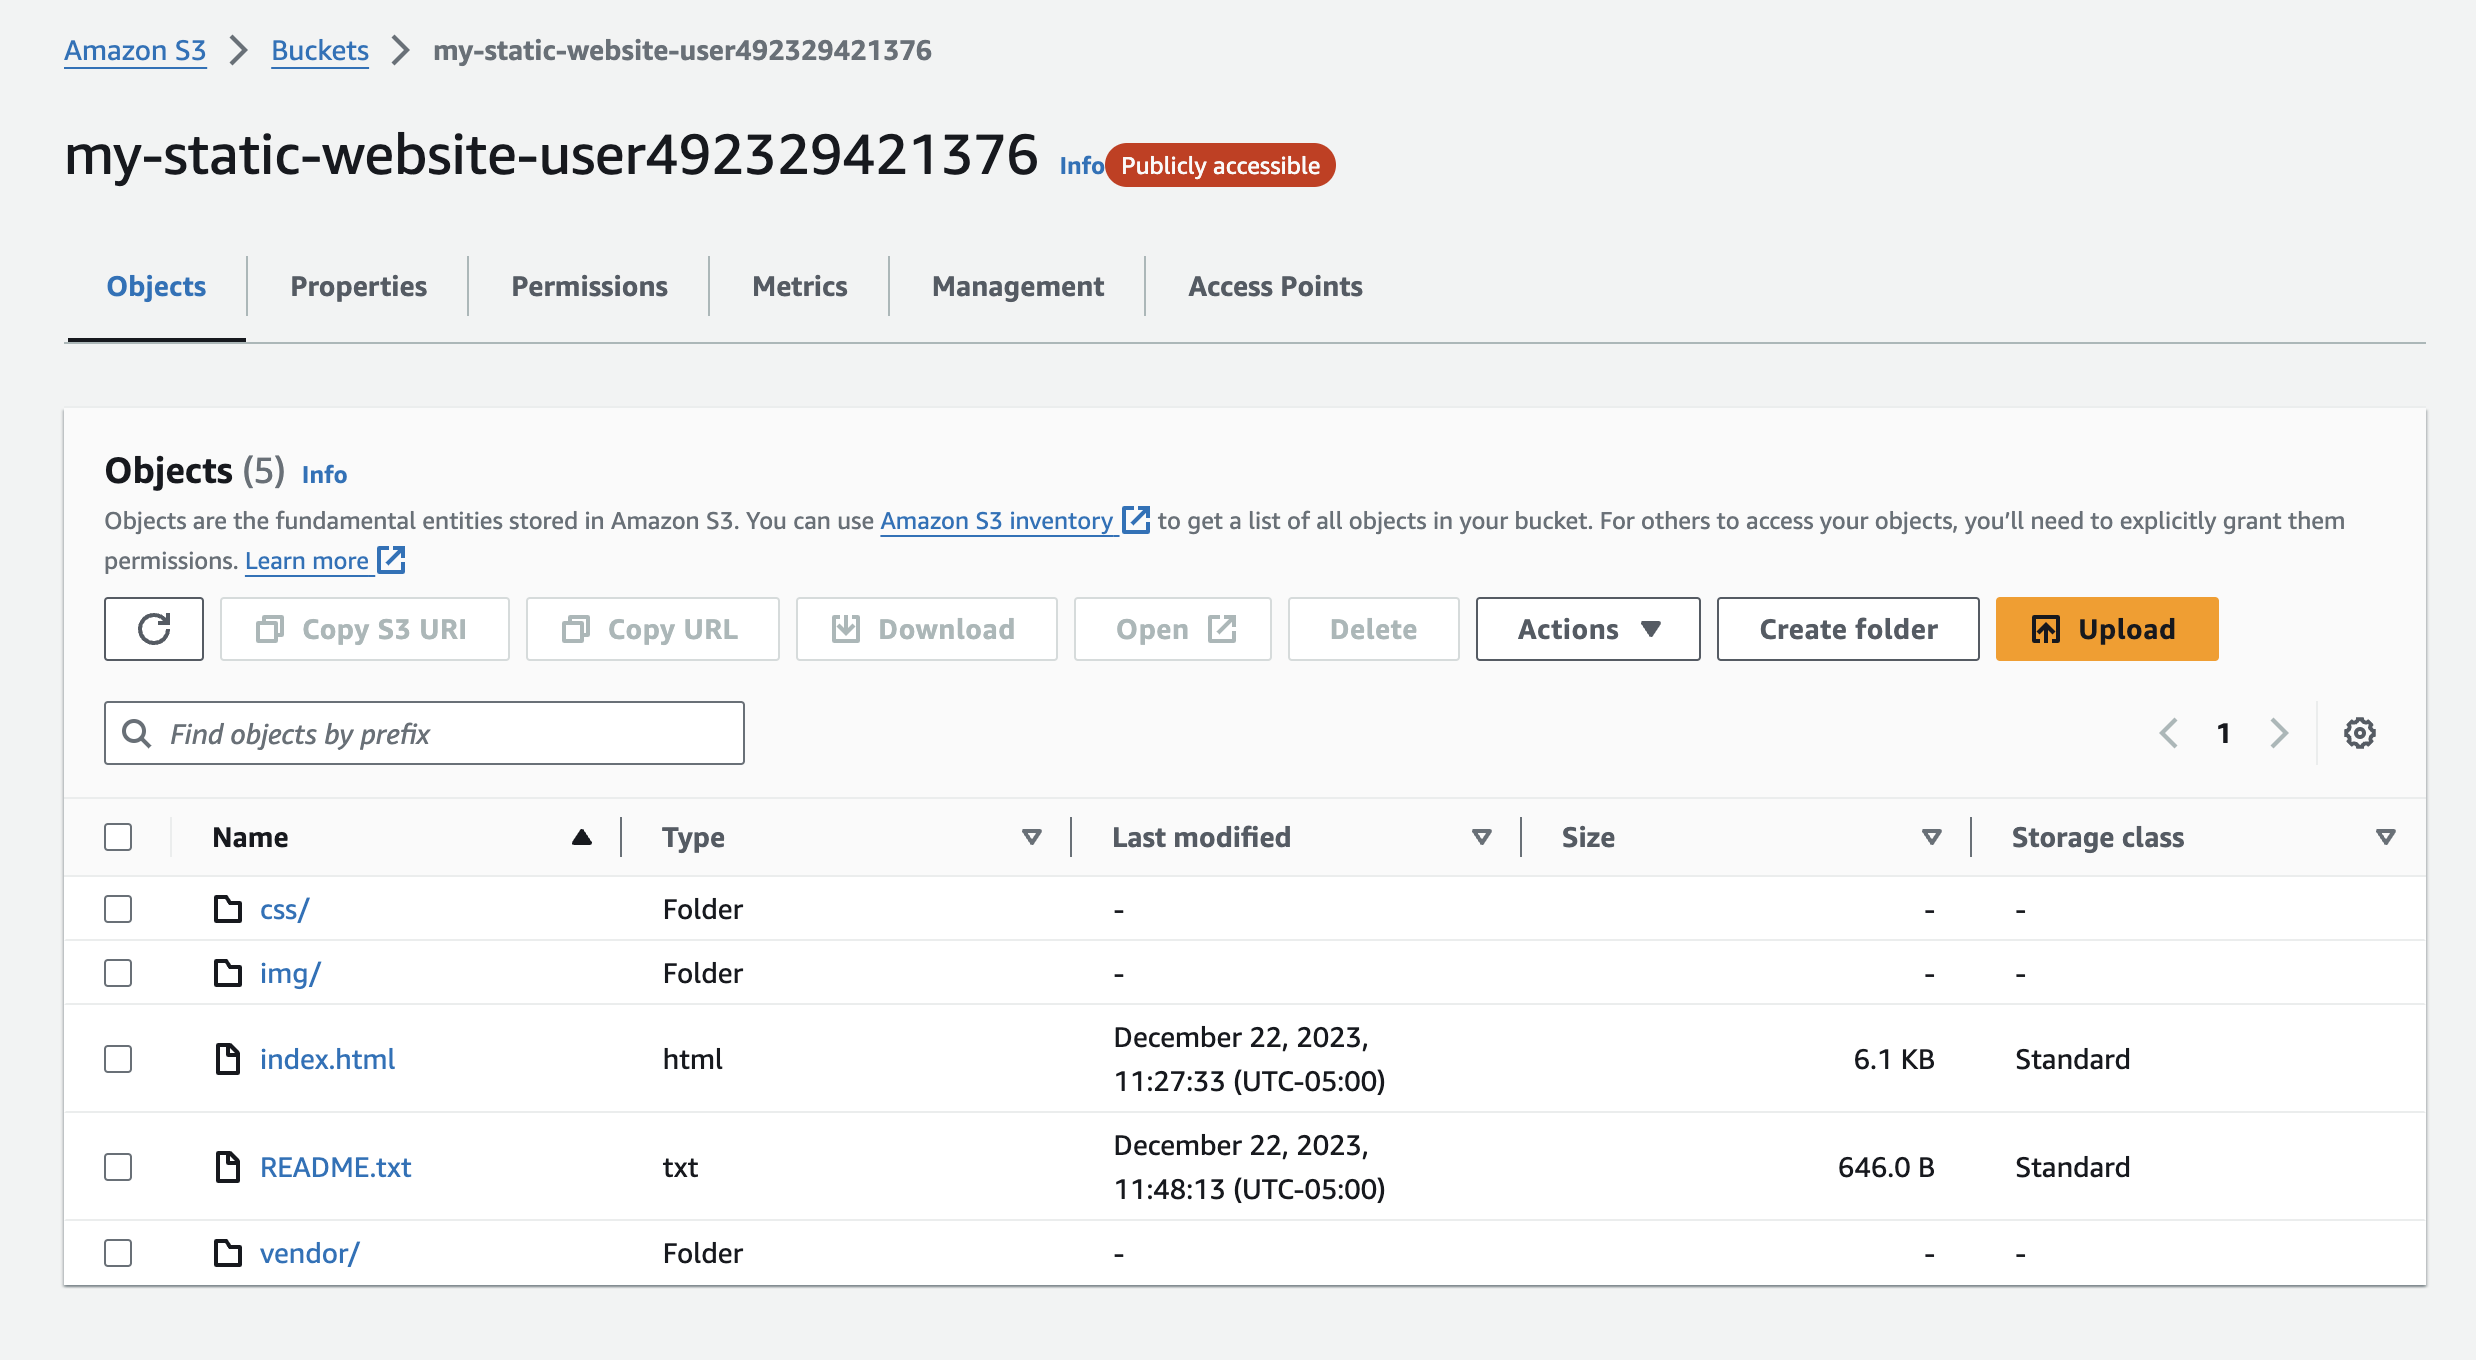 Amazon S3 > Buckets > my-static-website-user492329421376
my-static-website-user492329421376 Info Publicly accessible
Objects Properties Permissions Metrics Management Access Points
Objects (5) Info
Objects are the fundamental entities stored in Amazon S3. You can use Amazon S3 inventory to get a list of all objects in your bucket. For others to access your objects, you’ll need to explicitly grant them
permissions. Learn more
Copy S3 URI Copy URL Download Open Delete Actions Create folder Upload
Find objects by prefix 1
Name Type Last modified Size Storage class
css/ Folder - - -
img/ Folder - - -
index.html html December 22, 2023, 6.1 KB Standard
11:27:33 (UTC-05:00)
README.txt txt December 22, 2023, 646.0 B Standard
11:48:13 (UTC-05:00)
vendor/ Folder - - -